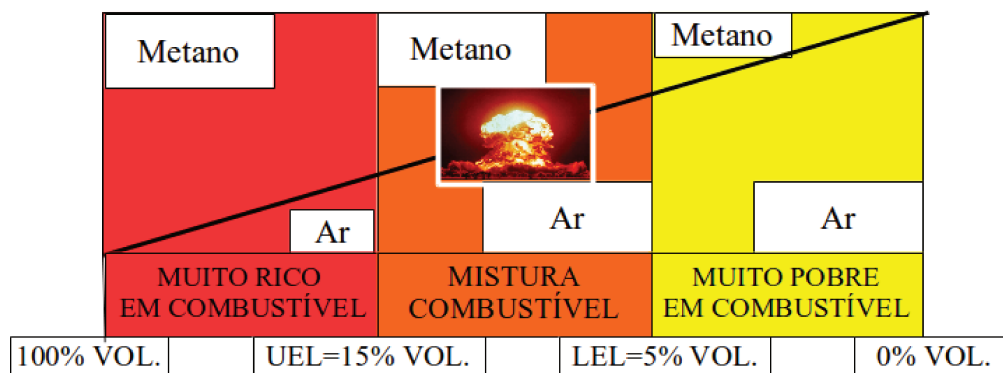 Metano
Metano
Metano
Ar
Ar
Ar
MUITO RICO
EM COMBUSTÍVEL
MISTURA
COMBUSTÍVEL
MUITO POBRE
EM COMBUSTÍVEL
100% VOL.
UEL=15% VOL.
LEL=5% VOL.
0% VOL.